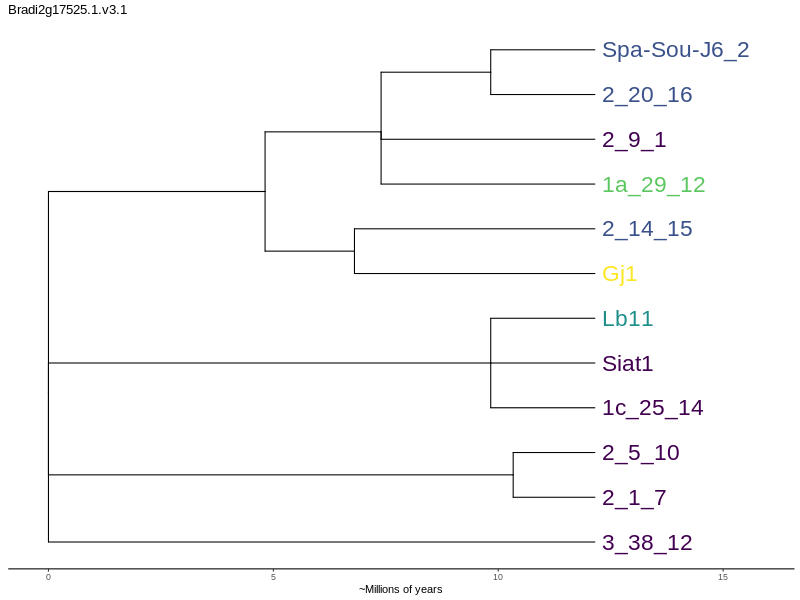 Bradi2g17525.1.v3.1
Spa-Sou-J6_2
2_20_16
2_9_1
1a_29_12
2_14_15
Gj1
Lb11
Siat1
1c_25_14
2_5_10
2_1_7
3_38_12
0 5 10 15
~Millions of years